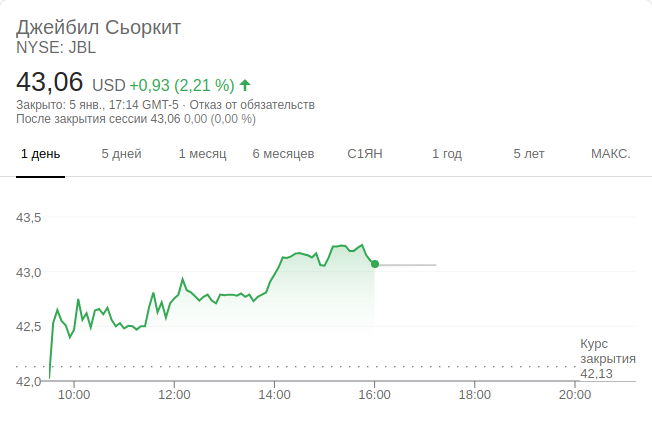 Джейбил Сьоркит
NYSE: JBL
43,06 USD +0,93 (2,21 %)
Закрыто: 5 янв., 17:14 GMT-5 · Отказ от обязательств
После закрытия сессии 43,06 0,00 (0,00 %)
1 день 5 дней 1 месяц 6 месяцев С1ЯН 1 год 5 лет МАКС.
43,5
43,0
42,5
Курс
закрытия
42,13
42,0
10:00 12:00 14:00 16:00 18:00 20:00